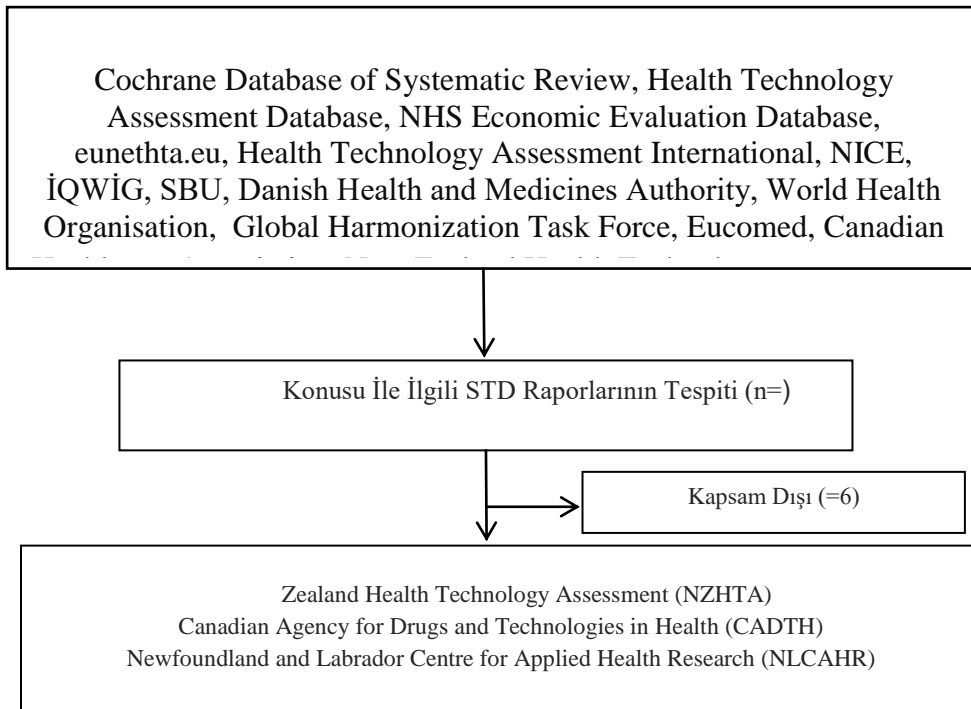 Cochrane Database of Systematic Review, Health Technology
Assessment Database, NHS Economic Evaluation Database,
eunethta.eu, Health Technology Assessment International, NICE,
İQWİG, SBU, Danish Health and Medicines Authority, World Health
Organisation, Global Harmonization Task Force, Eucomed, Canadian
Konusu İle İlgili STD Raporlarının Tespiti (n=)
Kapsam Dışı (=6)
Zealand Health Technology Assessment (NZHTA)
Canadian Agency for Drugs and Technologies in Health (CADTH)
Newfoundland and Labrador Centre for Applied Health Research (NLCAHR)